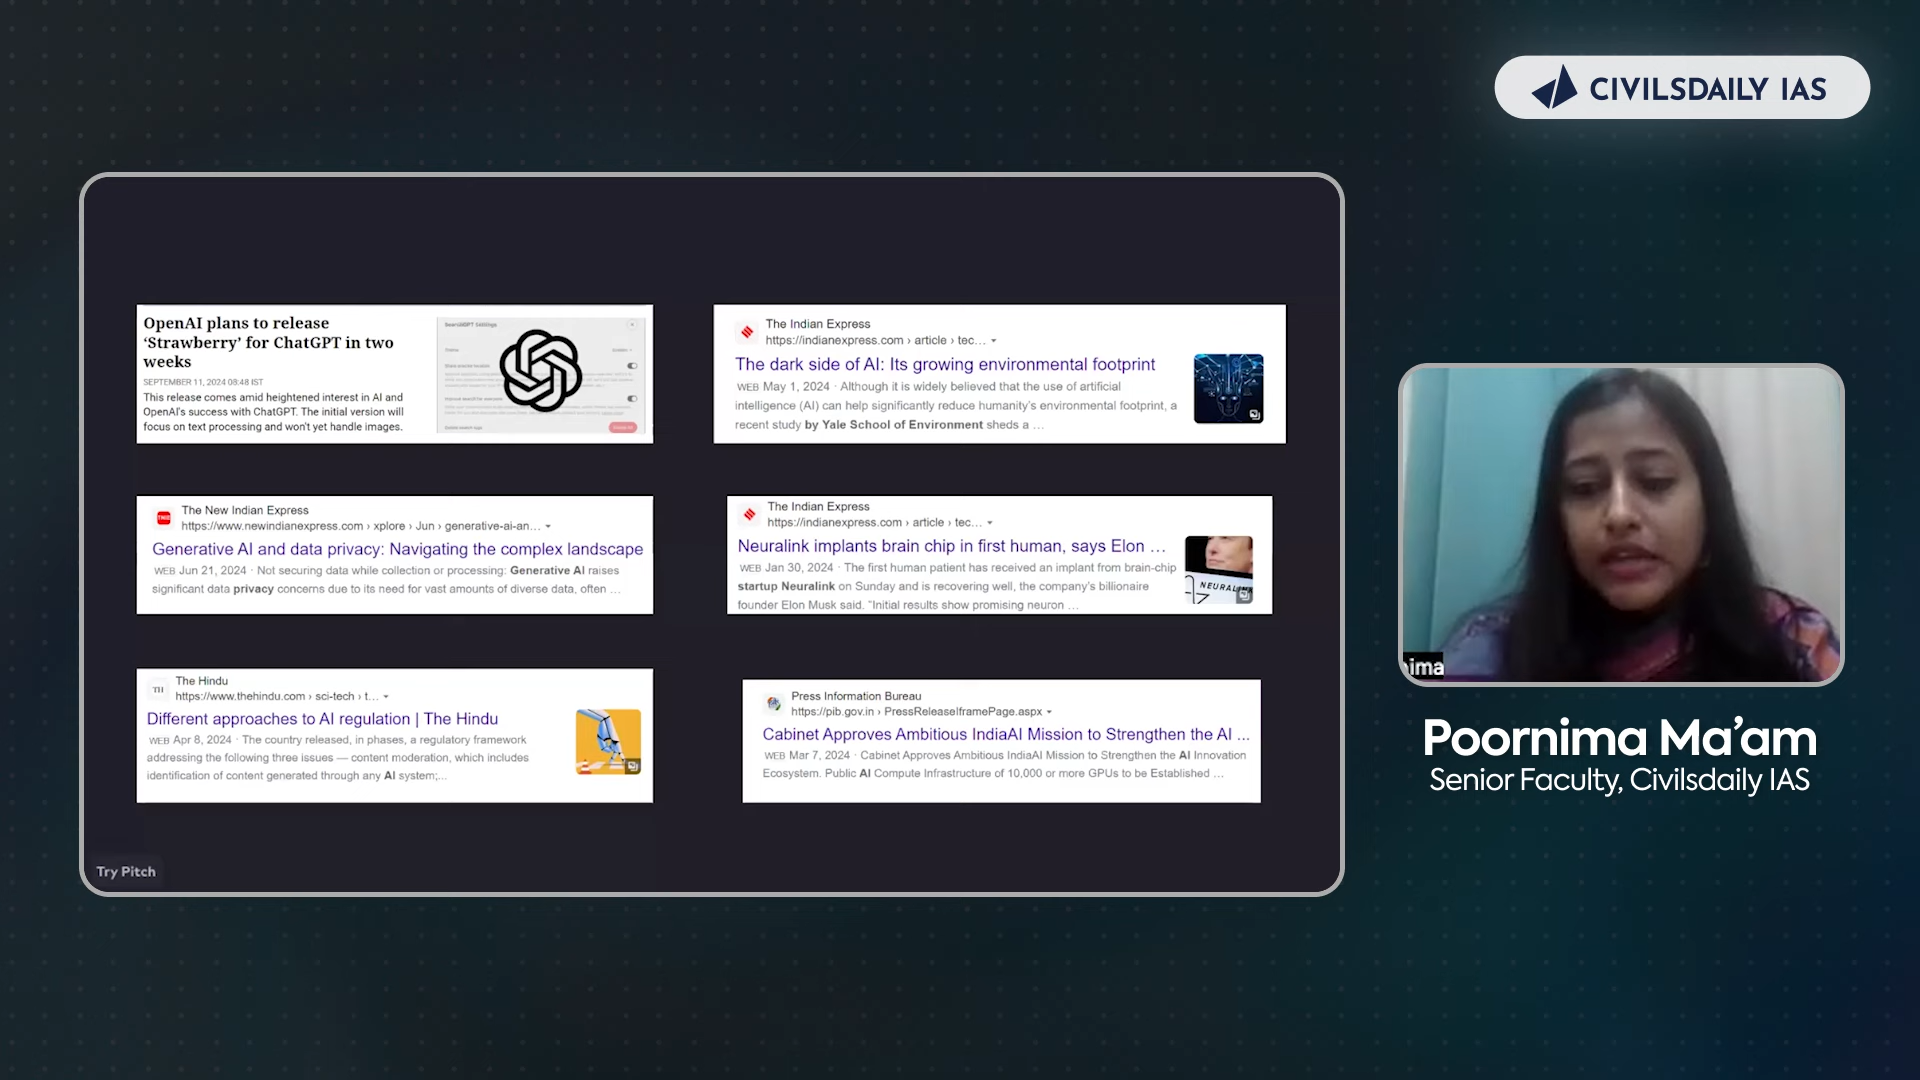 CIVILSDAILY IAS
OpenAI plans to release
‘Strawberry’ for ChatGPT in two
weeks
SEPTEMBER 11, 2024 08:48 IST
This release comes amid heightened interest in AI and
OpenAI's success with ChatGPT. The initial version will
focus on text processing and won't yet handle images.
SearchGPT Settings
The Indian Express
https://indianexpress.com › article › tec...
The dark side of AI: Its growing environmental footprint
WEB May 1, 2024 · Although it is widely believed that the use of artificial
intelligence (AI) can help significantly reduce humanity's environmental footprint, a
recent study by Yale School of Environment sheds a ...
The New Indian Express
https://www.newindianexpress.com › xplore › Jun › generative-ai-an...
Generative AI and data privacy: Navigating the complex landscape
WEB Jun 21, 2024 · Not securing data while collection or processing: Generative AI raises
significant data privacy concerns due to its need for vast amounts of diverse data, often ...
The Indian Express
https://indianexpress.com › article › tec...
Neuralink implants brain chip in first human, says Elon ...
WEB Jan 30, 2024 · The first human patient has received an implant from brain-chip
startup Neuralink on Sunday and is recovering well, the company's billionaire
founder Elon Musk said. "Initial results show promising neuron ...
NEURALINK
The Hindu
TH
https://www.thehindu.com › sci-tech › t...
Different approaches to AI regulation | The Hindu
WEB Apr 8, 2024 · The country released, in phases, a regulatory framework
addressing the following three issues — content moderation, which includes
identification of content generated through any AI system;...
Press Information Bureau
https://pib.gov.in › PressReleaseIframePage.aspx
Cabinet Approves Ambitious IndiaAI Mission to Strengthen the AI ...
WEB Mar 7, 2024 · Cabinet Approves Ambitious IndiaAI Mission to Strengthen the AI Innovation
Ecosystem. Public AI Compute Infrastructure of 10,000 or more GPUs to be Established ...
Try Pitch
ima
Poornima Ma’am
Senior Faculty, Civilsdaily IAS